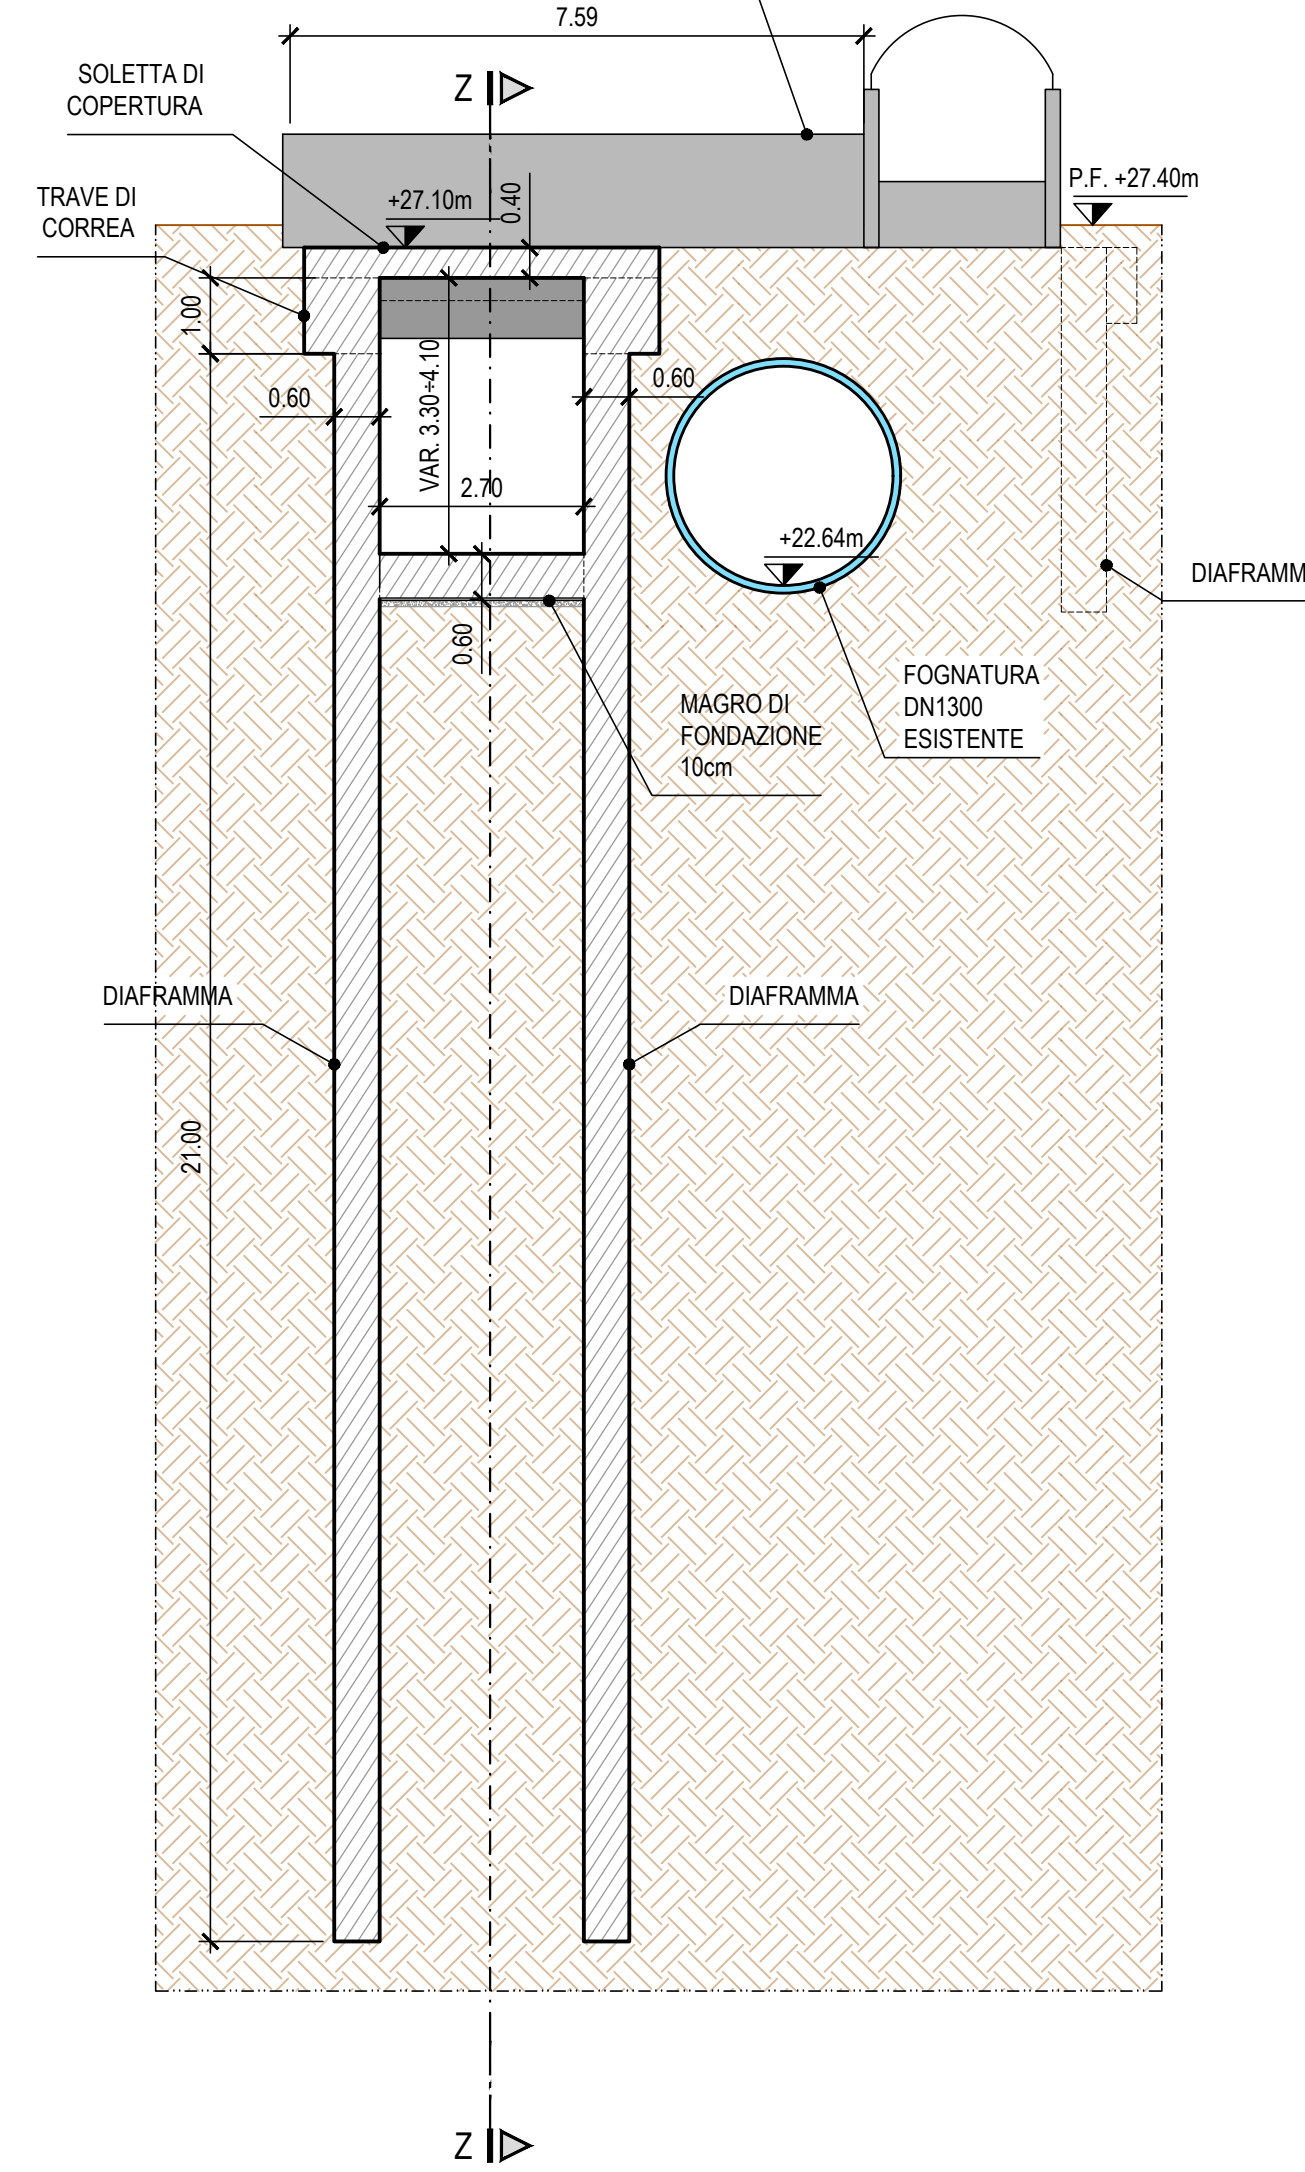 7.59
SOLETTA DI
COPERTURA
Z
TRAVE DI
CORREA
+27.10m
0.40
P.F. +27.40m
1.00
0.60
VAR. 3.30÷4.10
0.60
2.70
+22.64m
DIAFRAMM
0.60
MAGRO DI
FONDAZIONE
10cm
FOGNATURA
DN1300
ESISTENTE
DIAFRAMMA
DIAFRAMMA
21.00
Z